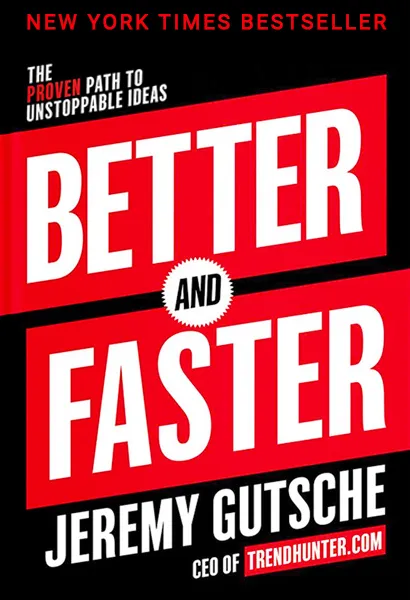 NEW YORK TIMES BESTSELLER
THE
PROVEN PATH TO
UNSTOPPABLE IDEAS
BETTER
AND
FASTER
JEREMY GUTSCHE
CEO OF TRENDHUNTER.COM